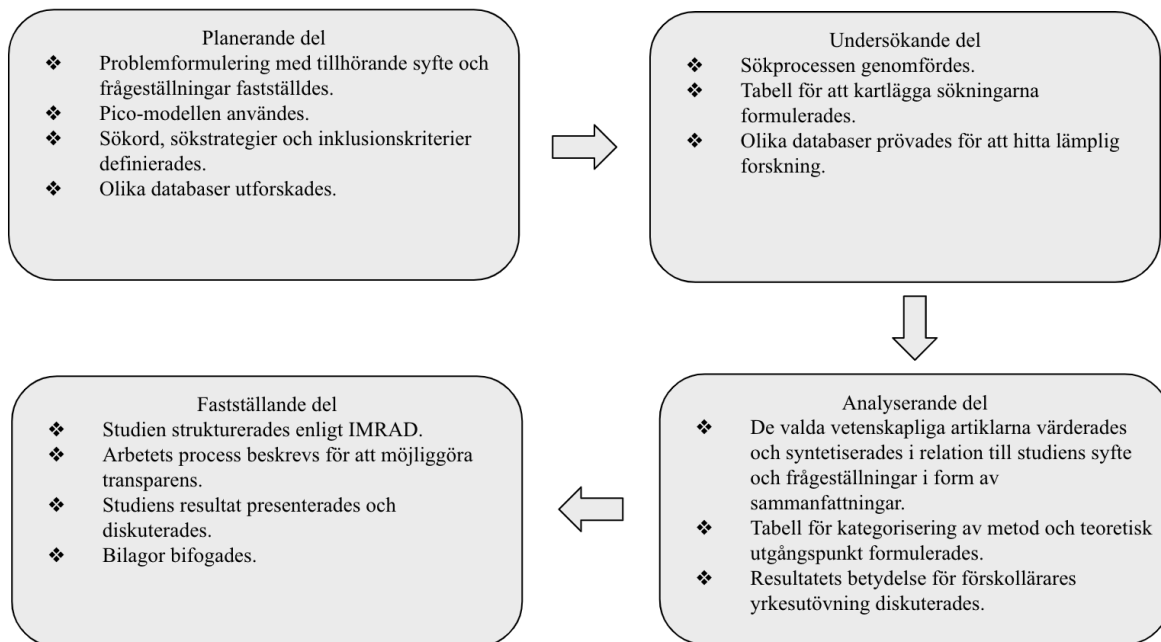 Planerande del
❖ Problemformulering med tillhörande syfte och
frågeställningar fastställdes.
❖ Pico-modellen användes.
❖ Sökord, sökstrategier och inklusionskriterier
definierades.
❖ Olika databaser utforskades.
Undersökande del
❖ Sökprocessen genomfördes.
❖ Tabell för att kartlägga sökningarna
formulerades.
❖ Olika databaser prövades för att hitta lämplig
forskning.
Analyserande del
❖ De valda vetenskapliga artiklarna värderades
och syntetiserades i relation till studiens syfte
och frågeställningar i form av
sammanfattningar.
❖ Tabell för kategorisering av metod och teoretisk
utgångspunkt formulerades.
❖ Resultatets betydelse för förskollärares
yrkesutövning diskuterades.
Fastställande del
❖ Studien strukturerades enligt IMRAD.
❖ Arbetets process beskrevs för att möjliggöra
transparens.
❖ Studiens resultat presenterades och
diskuterades.
❖ Bilagor bifogades.